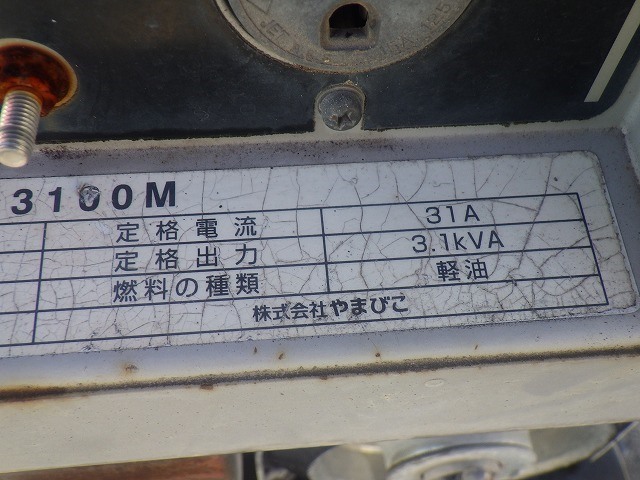 3100M
定格電流 31A
定格出力 3.1kVA
燃料の種類 軽油
株式会社やまびこ